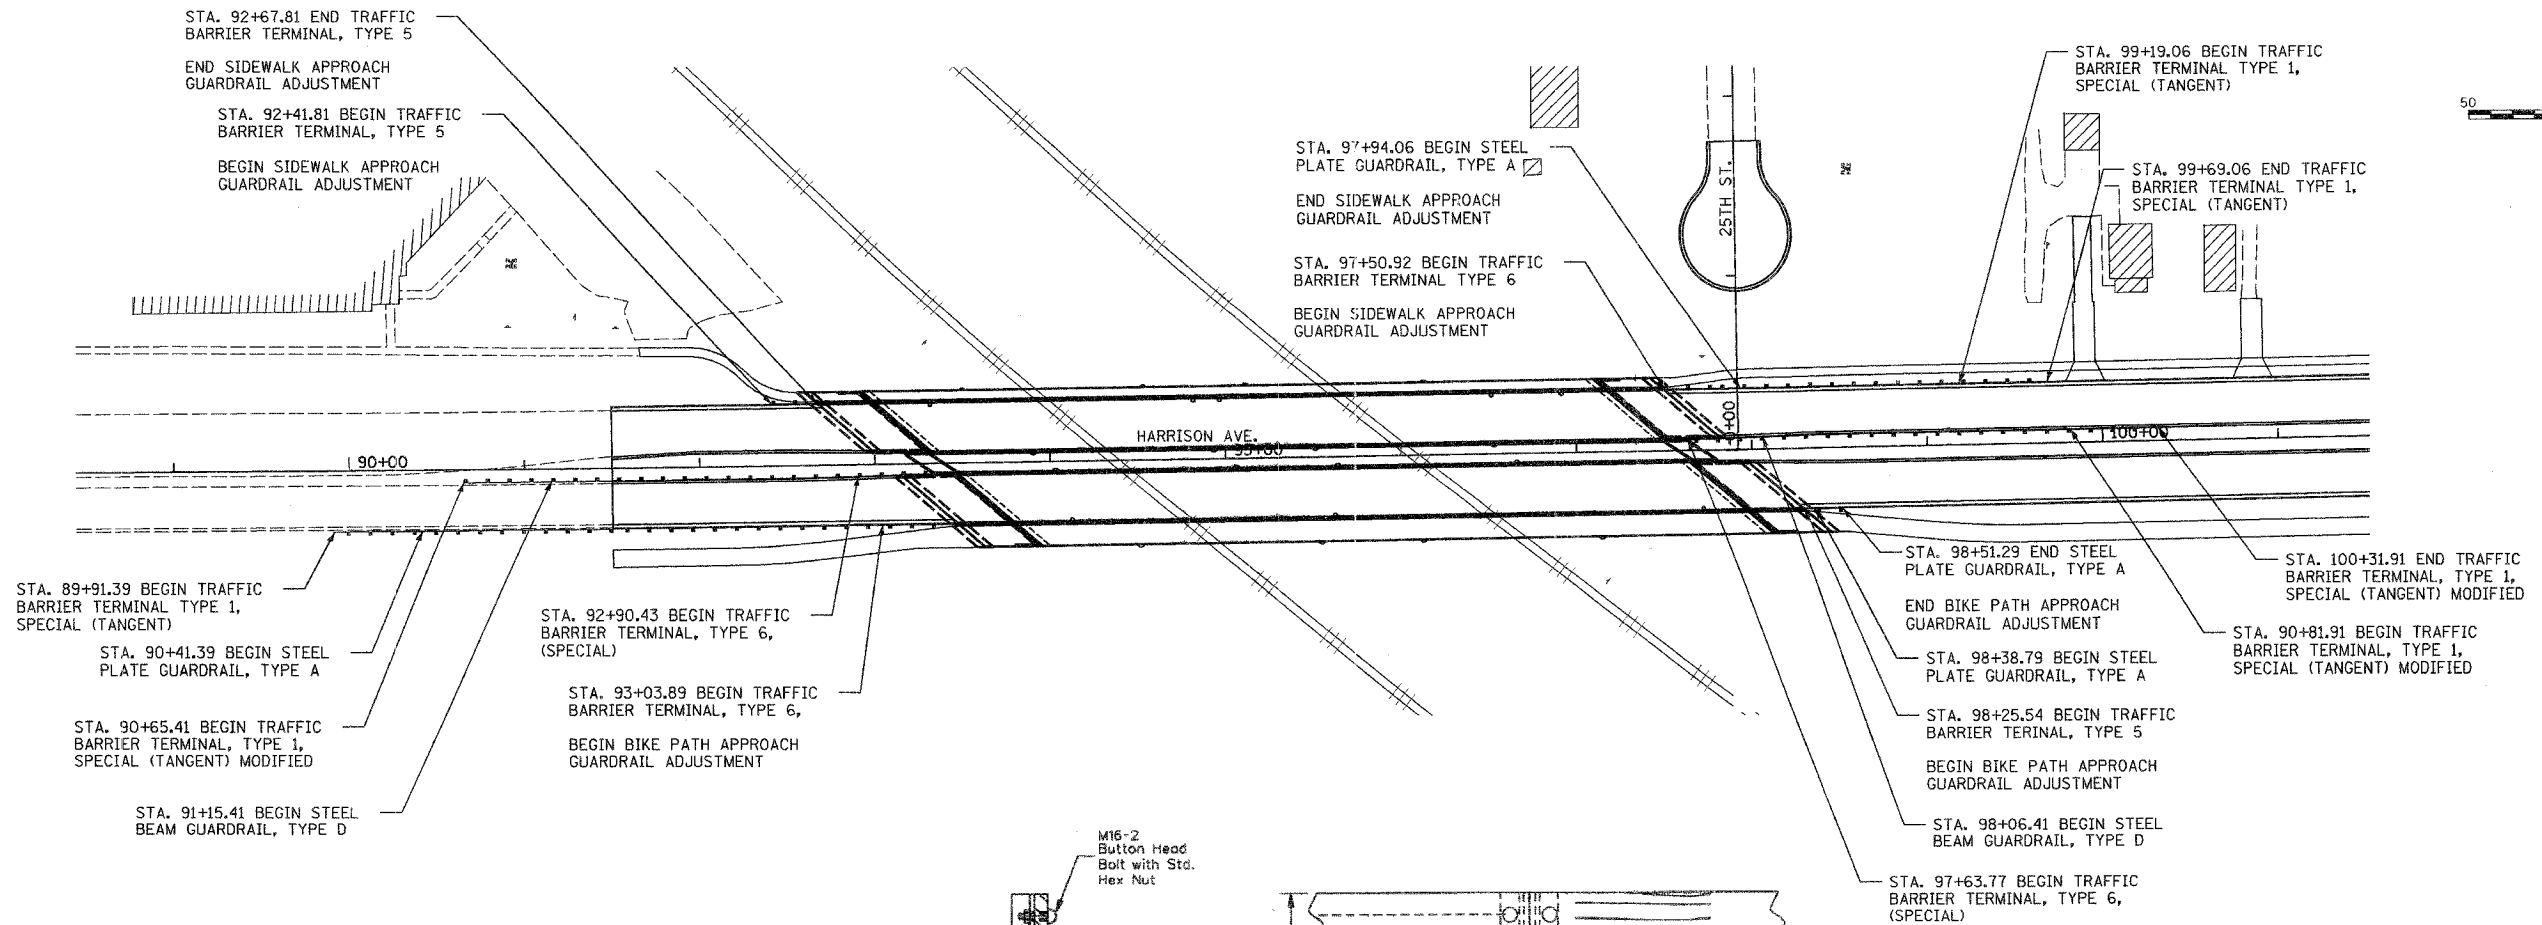 STA. 92+67.81 END TRAFFIC
BARRIER TERMINAL, TYPE 5
END SIDEWALK APPROACH
GUARDRAIL ADJUSTMENT
STA. 92+41.81 BEGIN TRAFFIC
BARRIER TERMINAL, TYPE 5
BEGIN SIDEWALK APPROACH
GUARDRAIL ADJUSTMENT
STA. 97+94.06 BEGIN STEEL
PLATE GUARDRAIL, TYPE A
END SIDEWALK APPROACH
GUARDRAIL ADJUSTMENT
STA. 97+50.92 BEGIN TRAFFIC
BARRIER TERMINAL TYPE 6
BEGIN SIDEWALK APPROACH
GUARDRAIL ADJUSTMENT
25TH ST.
STA. 99+19.06 BEGIN TRAFFIC
BARRIER TERMINAL TYPE 1,
SPECIAL (TANGENT)
STA. 99+69.06 END TRAFFIC
BARRIER TERMINAL TYPE 1,
SPECIAL (TANGENT)
50
HARRISON AVE.
90+00
95+00
0+00
100+00
STA. 89+91.39 BEGIN TRAFFIC
BARRIER TERMINAL TYPE 1,
SPECIAL (TANGENT)
STA. 90+41.39 BEGIN STEEL
PLATE GUARDRAIL, TYPE A
STA. 90+65.41 BEGIN TRAFFIC
BARRIER TERMINAL, TYPE 1,
SPECIAL (TANGENT) MODIFIED
STA. 91+15.41 BEGIN STEEL
BEAM GUARDRAIL, TYPE D
STA. 92+90.43 BEGIN TRAFFIC
BARRIER TERMINAL, TYPE 6,
(SPECIAL)
STA. 93+03.89 BEGIN TRAFFIC
BARRIER TERMINAL, TYPE 6,
BEGIN BIKE PATH APPROACH
GUARDRAIL ADJUSTMENT
STA. 98+51.29 END STEEL
PLATE GUARDRAIL, TYPE A
END BIKE PATH APPROACH
GUARDRAIL ADJUSTMENT
STA. 98+38.79 BEGIN STEEL
PLATE GUARDRAIL, TYPE A
STA. 98+25.54 BEGIN TRAFFIC
BARRIER TERINAL, TYPE 5
BEGIN BIKE PATH APPROACH
GUARDRAIL ADJUSTMENT
STA. 98+06.41 BEGIN STEEL
BEAM GUARDRAIL, TYPE D
STA. 97+63.77 BEGIN TRAFFIC
BARRIER TERMINAL, TYPE 6,
(SPECIAL)
STA. 100+31.91 END TRAFFIC
BARRIER TERMINAL, TYPE 1,
SPECIAL (TANGENT) MODIFIED
STA. 90+81.91 BEGIN TRAFFIC
BARRIER TERMINAL, TYPE 1,
SPECIAL (TANGENT) MODIFIED
M16-2
Button Head
Bolt with Std.
Hex Nut